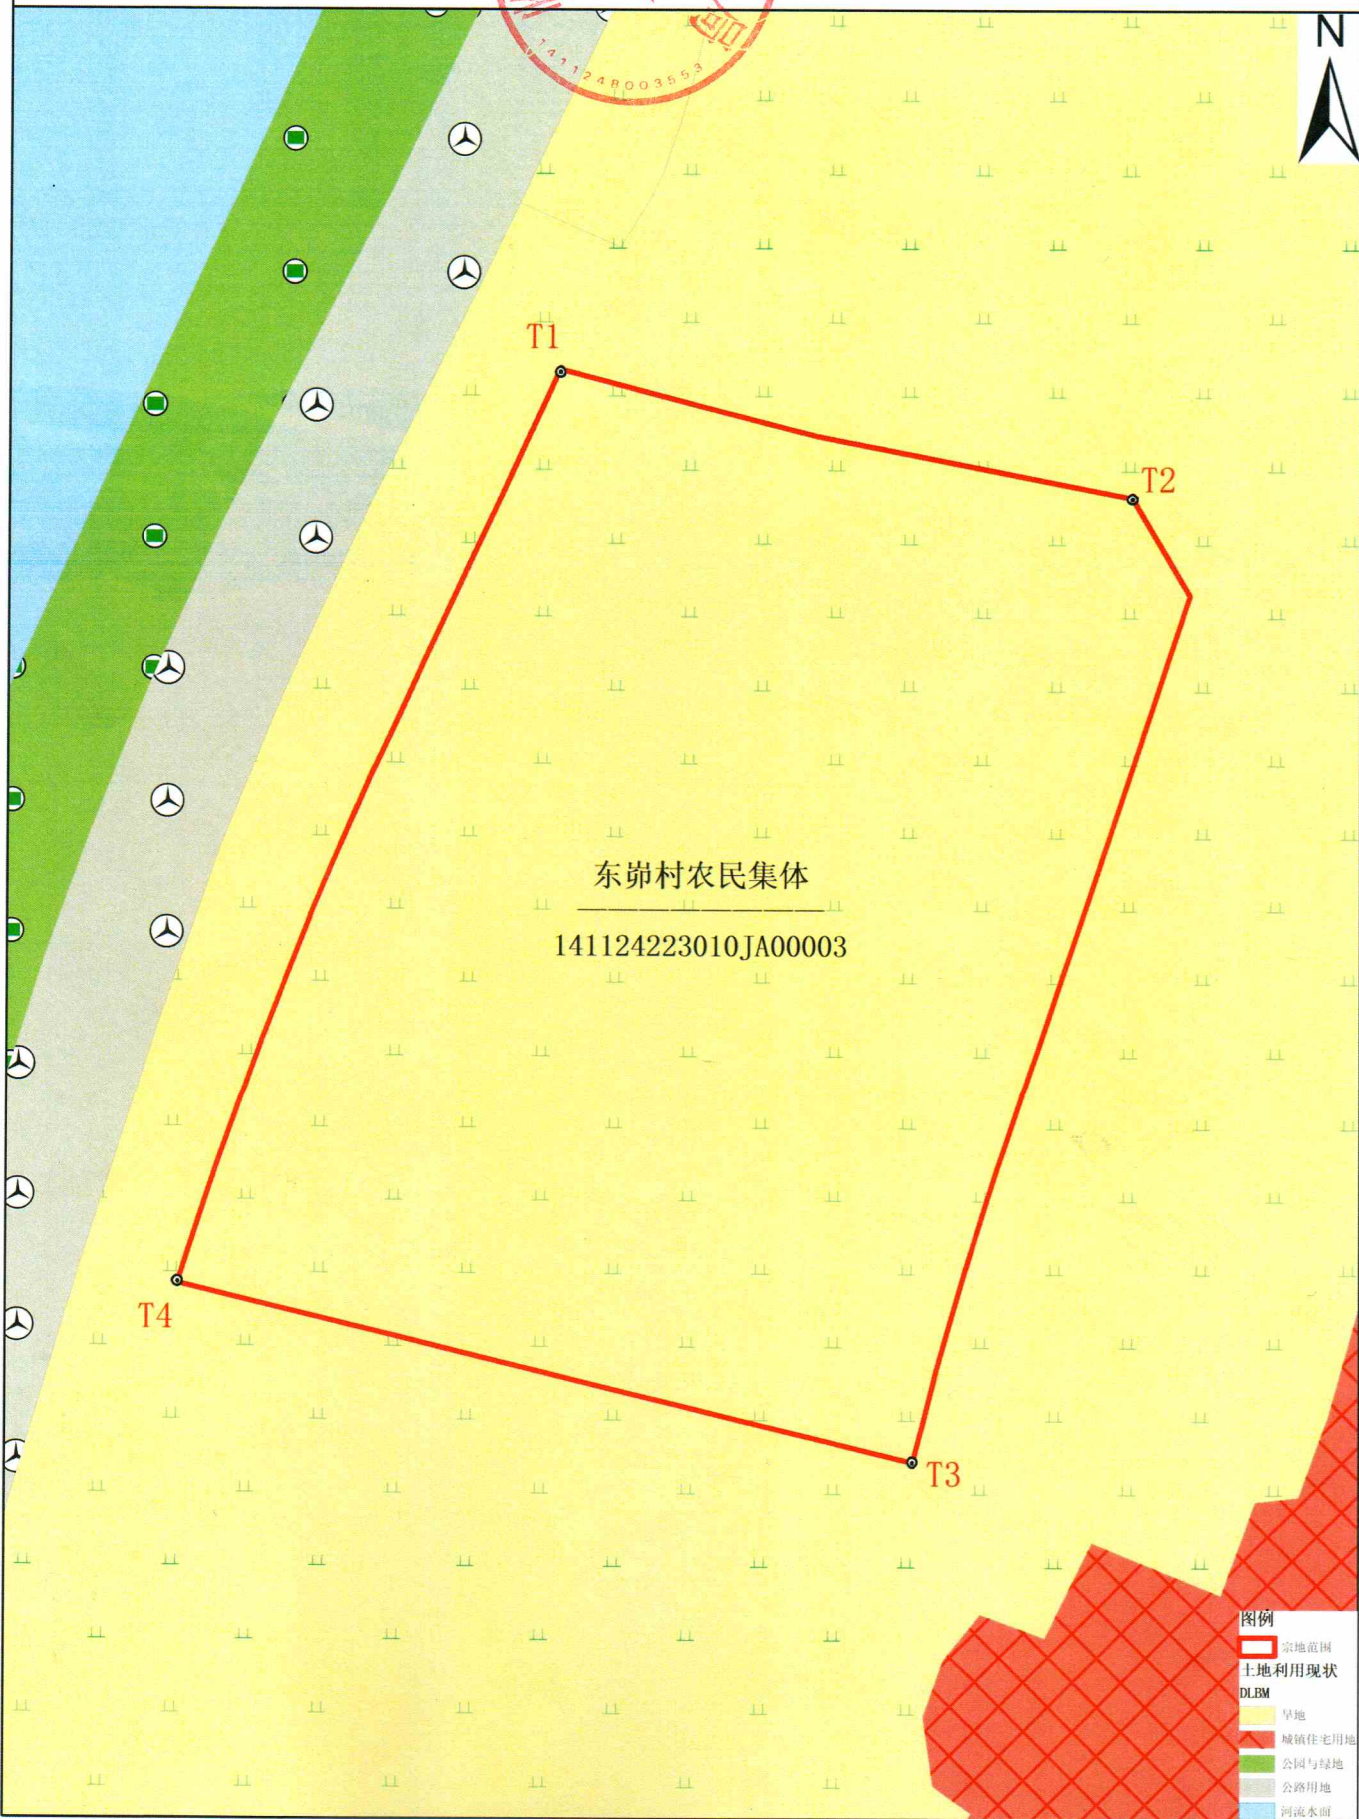 1411248003553
N
T1
T2
东峁村农民集体
141124223010JA00003
T4
T3
图例
宗地范围
土地利用现状
DLBM
旱地
城镇住宅用地
公园与绿地
公路用地
河流水面